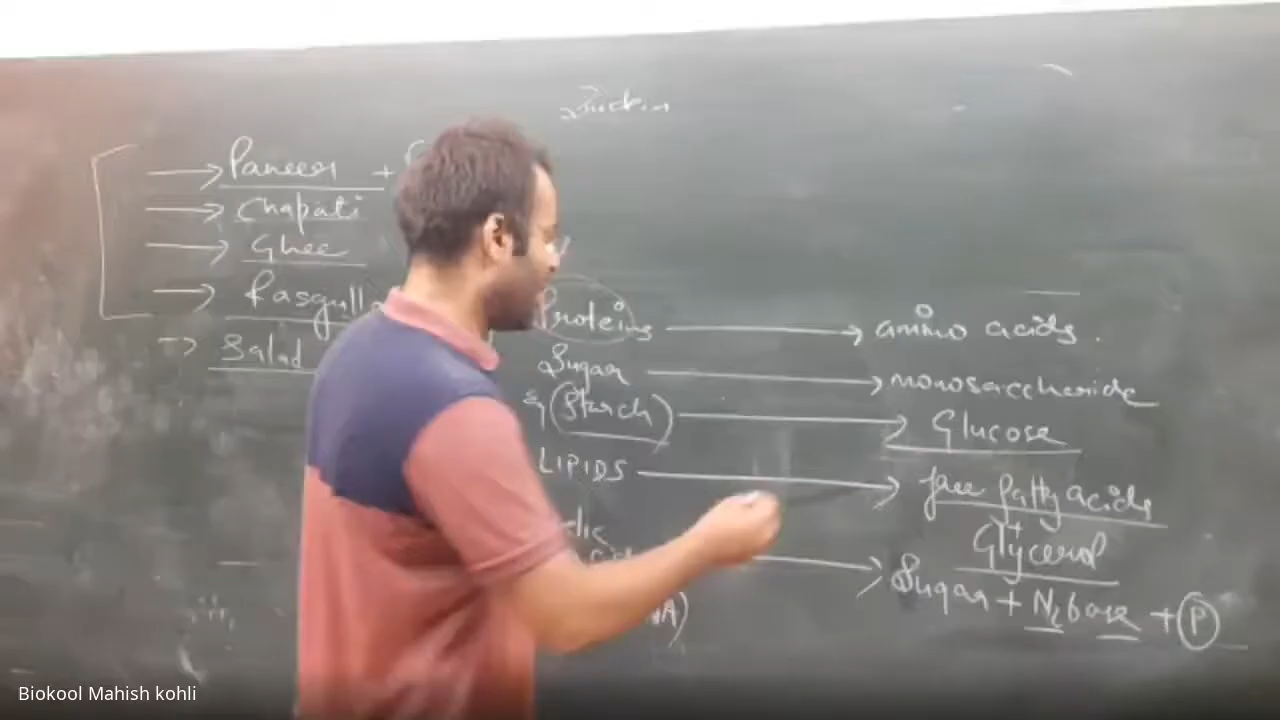 Paneer +
Chapati
Ghee
Rasgulla
Salad
Proteins → amino acids.
Sugar → monosaccharide
& (Starch) → Glucose
LIPIDS → free fatty acids
+
Glycerol
→ Sugar + N2 base + P
Biokool Mahish kohli